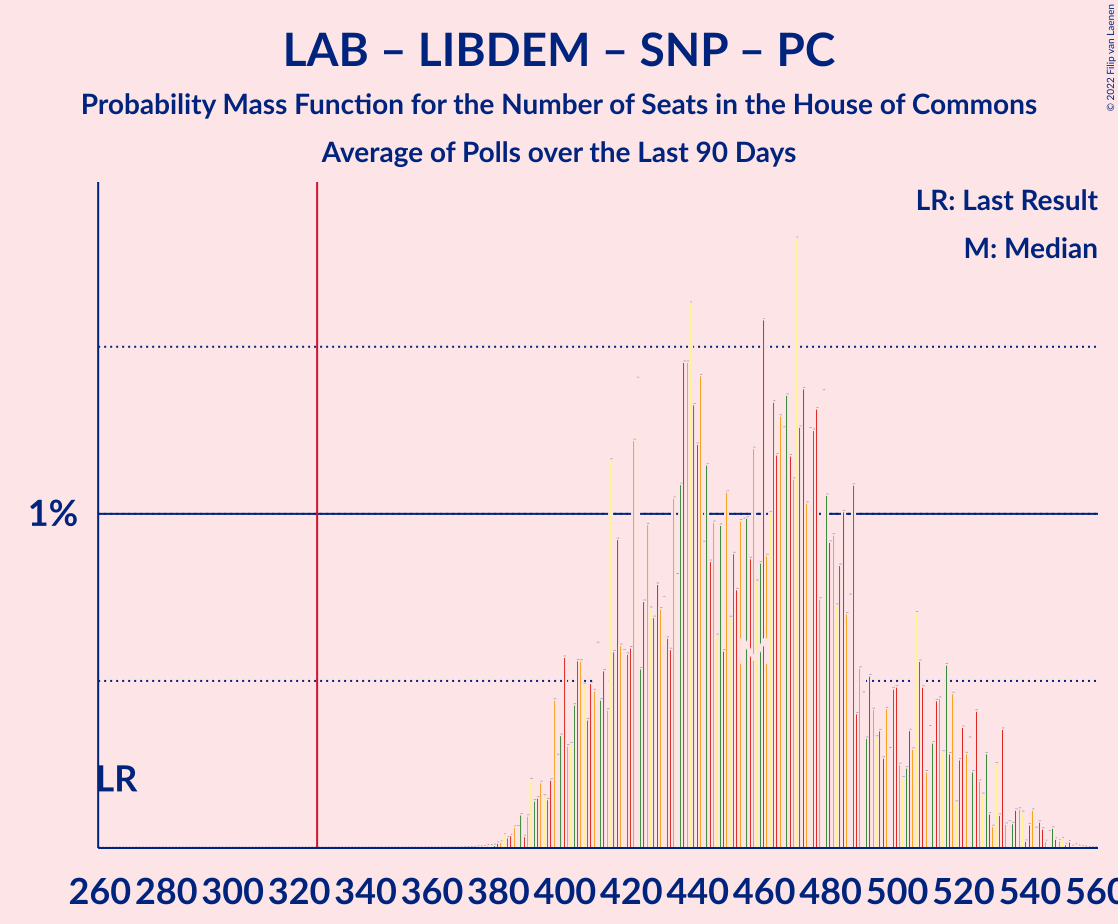 LAB – LIBDEM – SNP – PC
Probability Mass Function for the Number of Seats in the House of Commons
Average of Polls over the Last 90 Days
© 2022 Filip van Laenen
LR: Last Result
M: Median
1%
LR
M
260 280 300 320 340 360 380 400 420 440 460 480 500 520 540 560